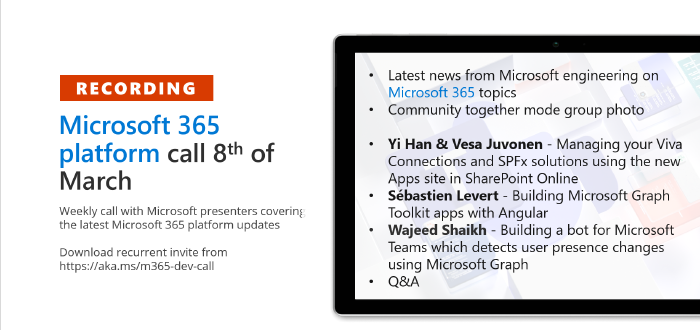 RECORDING
Microsoft 365
platform call 8th of
March
Weekly call with Microsoft presenters covering
the latest Microsoft 365 platform updates
Download recurrent invite from
https://aka.ms/m365-dev-call
• Latest news from Microsoft engineering on
Microsoft 365 topics
• Community together mode group photo
• Yi Han & Vesa Juvonen - Managing your Viva
Connections and SPFx solutions using the new
Apps site in SharePoint Online
• Sébastien Levert - Building Microsoft Graph
Toolkit apps with Angular
• Wajeed Shaikh - Building a bot for Microsoft
Teams which detects user presence changes
using Microsoft Graph
• Q&A